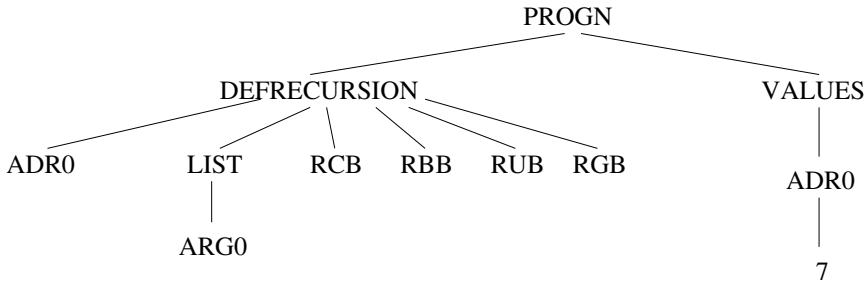 PROGN
DEFRECURSION VALUES
ADR0 LIST RCB RBB RUB RGB
ADR0
ARG0
7